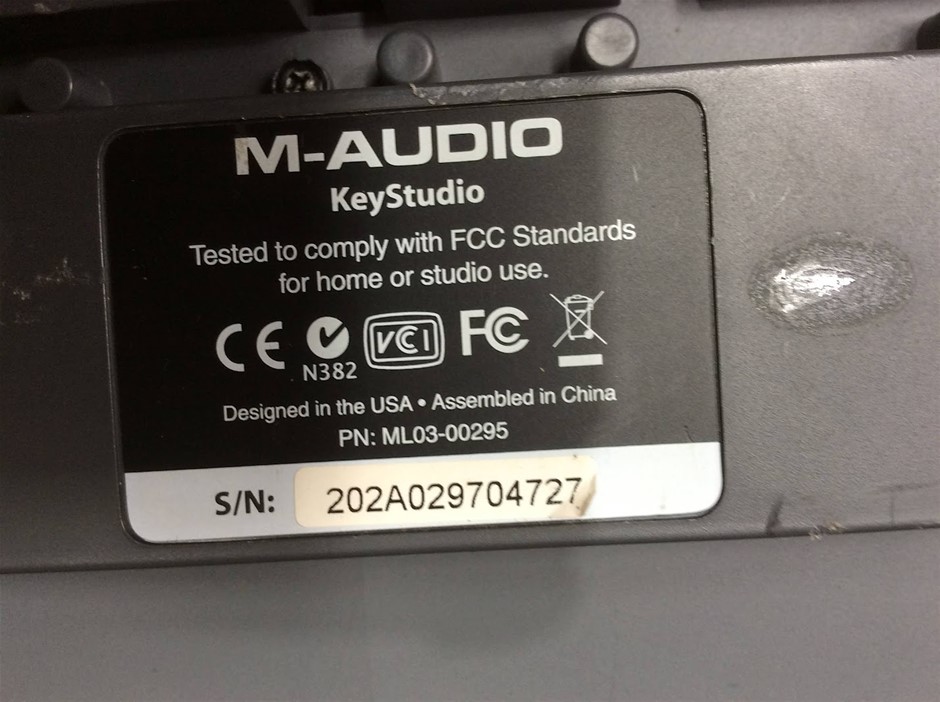 M-AUDIO
KeyStudio
Tested to comply with FCC Standards
for home or studio use.
CE N382 VCI FC
Designed in the USA • Assembled in China
PN: ML03-00295
S/N: 202A029704727